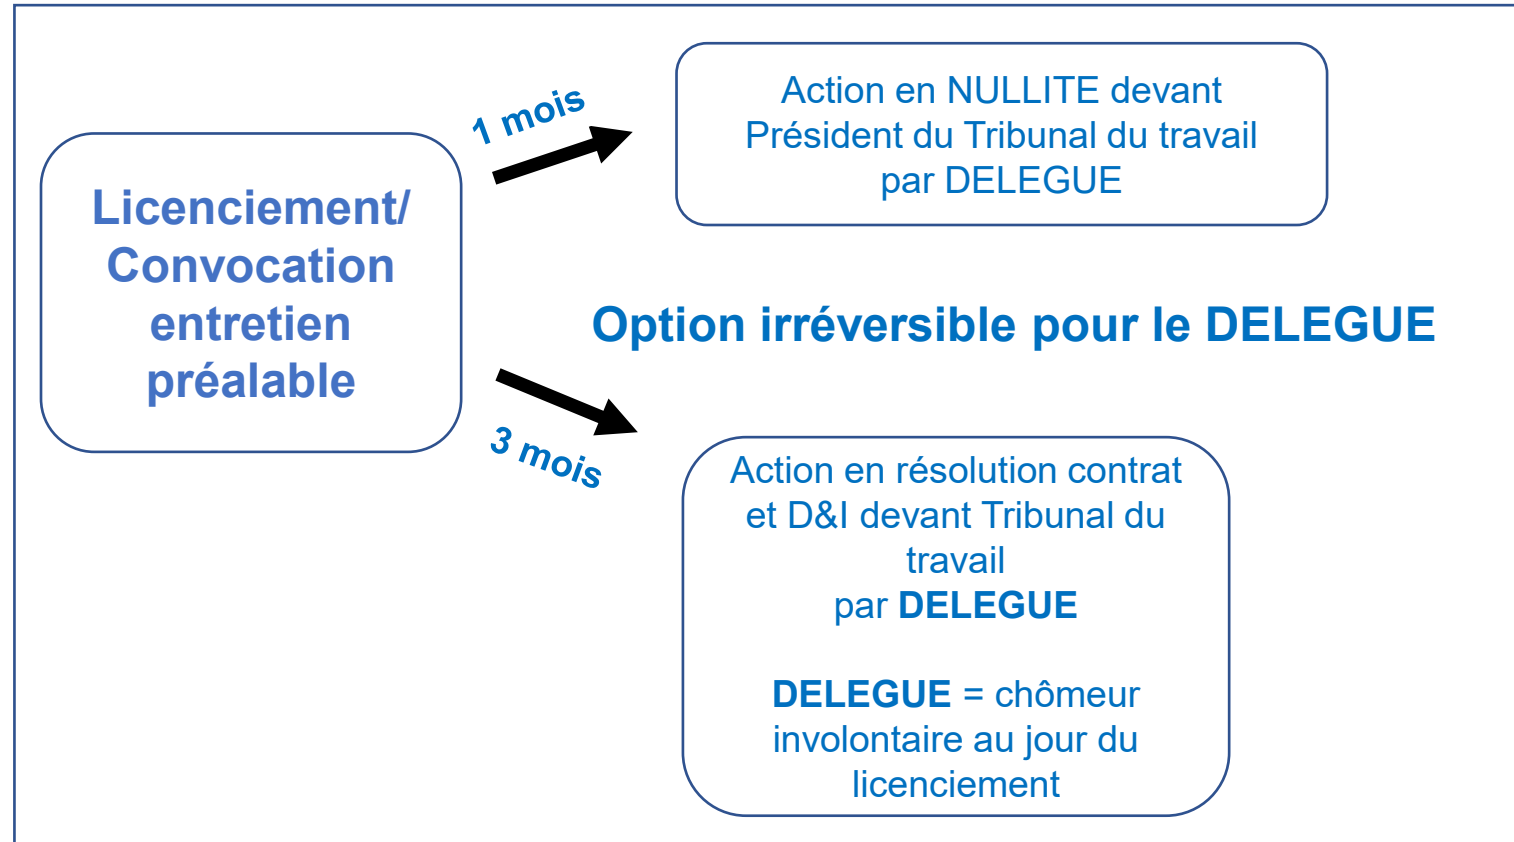 Licenciement/
Convocation
entretien
préalable
1 mois
Action en NULLITE devant
Président du Tribunal du travail
par DELEGUE
Option irréversible pour le DELEGUE
3 mois
Action en résolution contrat
et D&I devant Tribunal du
travail
par DELEGUE
DELEGUE = chômeur
involontaire au jour du
licenciement